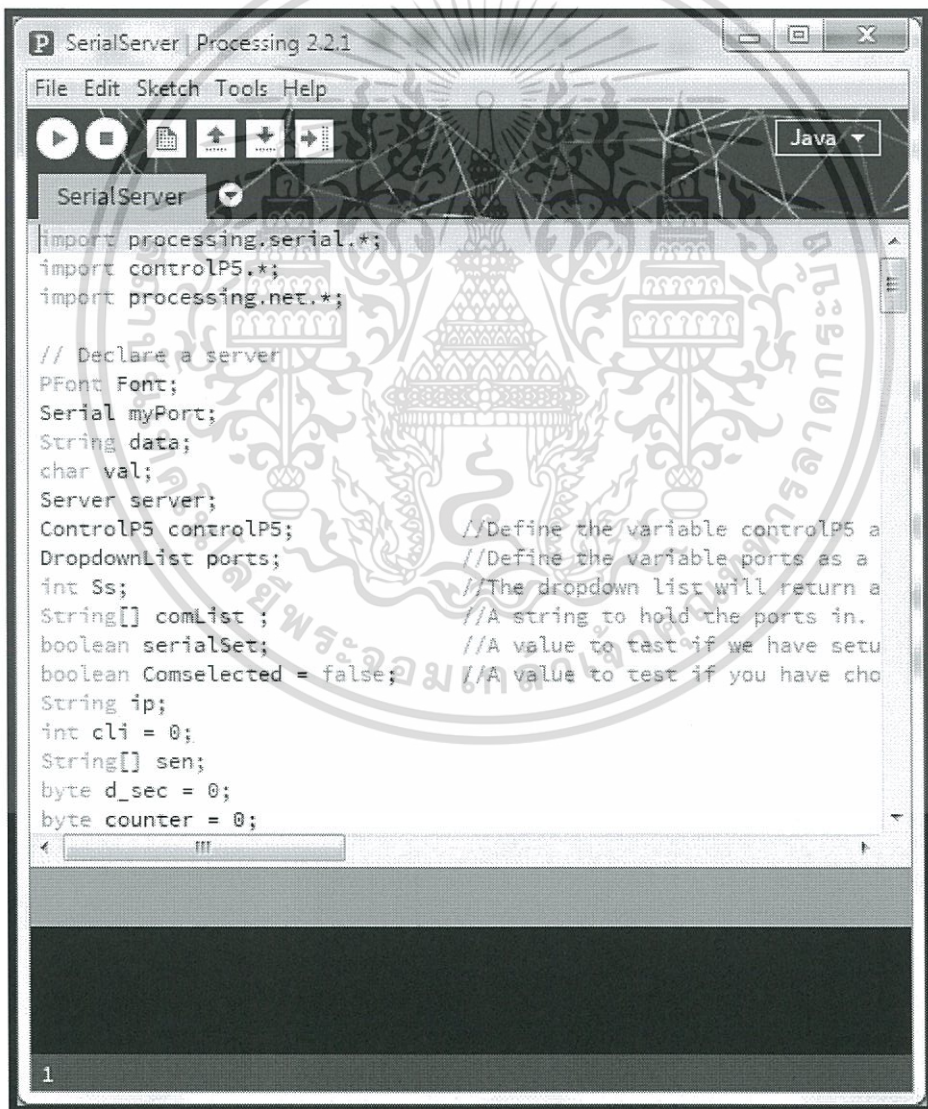 SerialServer | Processing 2.2.1
File Edit Sketch Tools Help
Java
SerialServer
import processing.serial.*;
import controlP5.*;
import processing.net.*;
// Declare a server
PFont Font;
Serial myPort;
String data;
char val;
Server server;
ControlP5 controlP5; //Define the variable controlP5 a
DropdownList ports; //Define the variable ports as a
int Ss; //The dropdown list will return a
String[] comList ; //A string to hold the ports in.
boolean serialSet; //A value to test if we have setu
boolean Comselected = false; //A value to test if you have cho
String ip;
int cli = 0;
String[] sen;
byte d_sec = 0;
byte counter = 0;
1